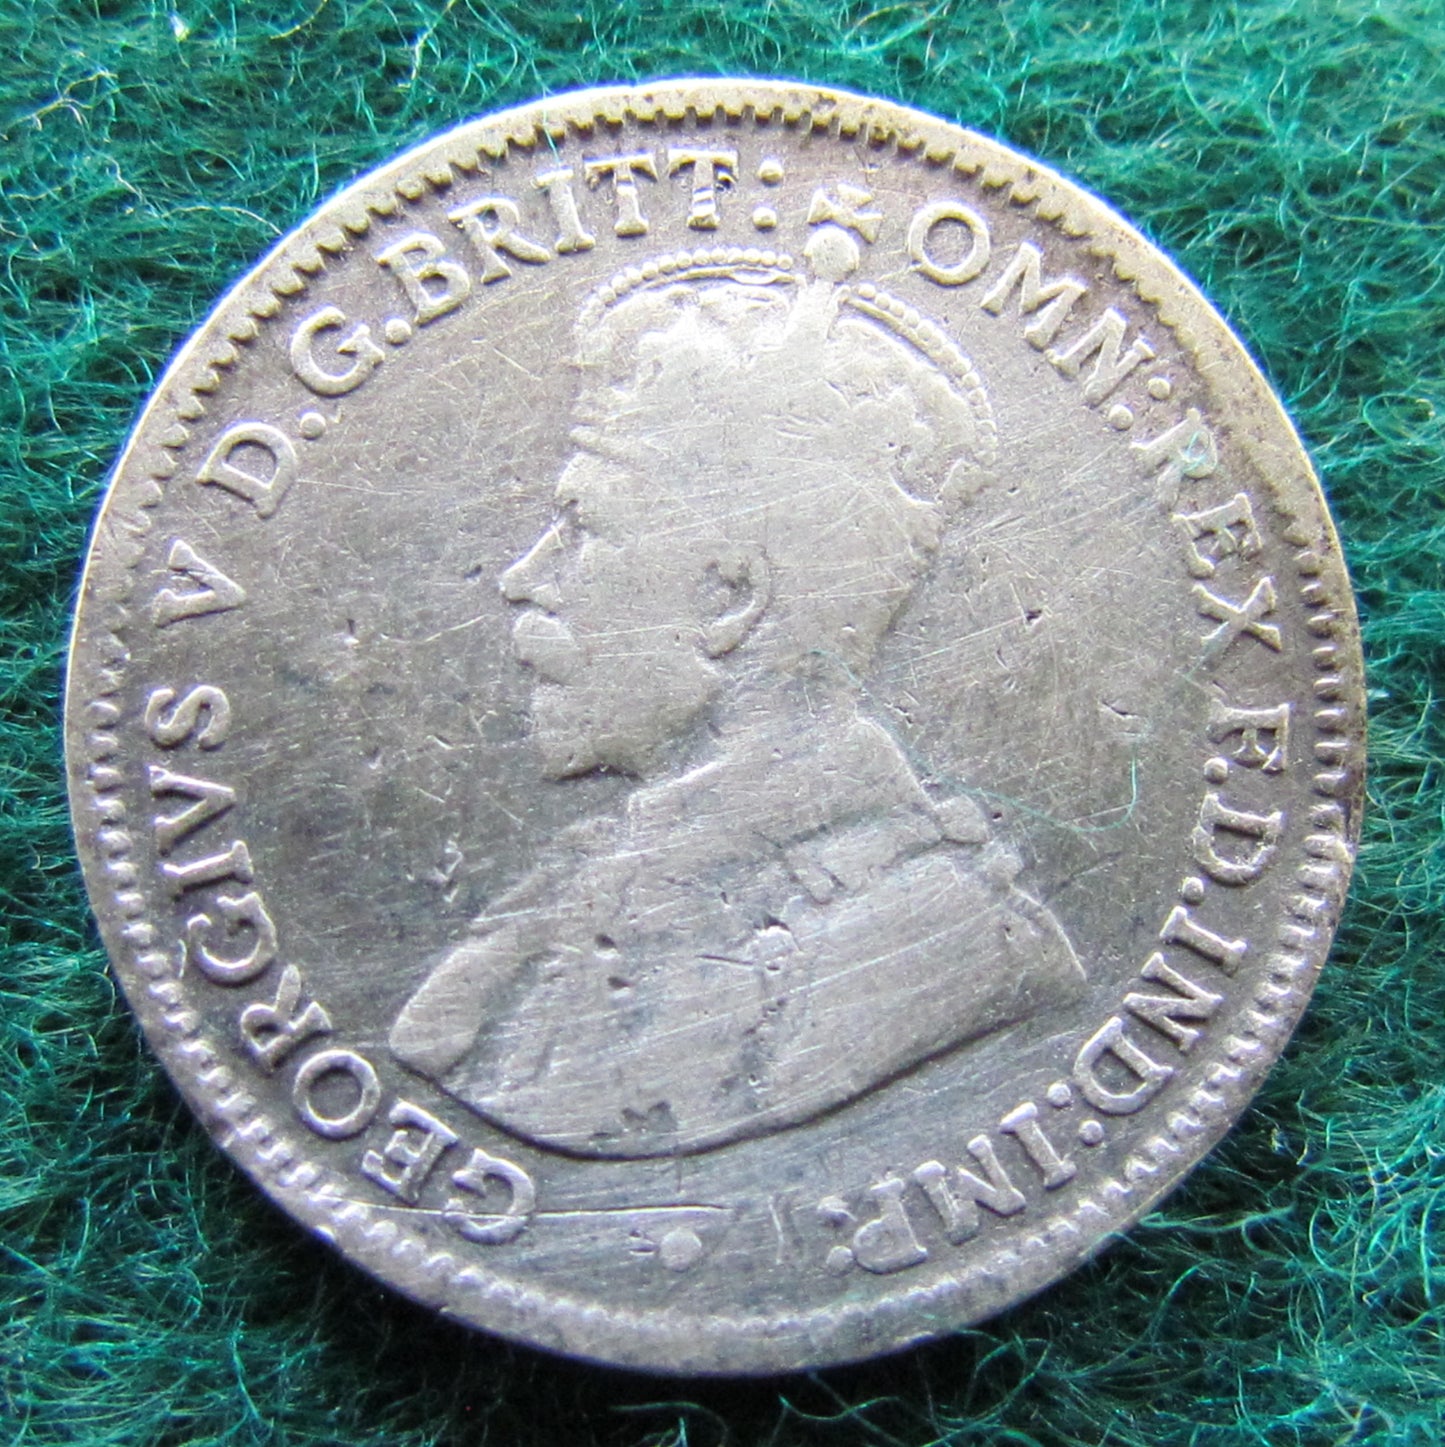 GEORGIVS V D.G.BRITT: OMN:REX F.D.IND:IMP: